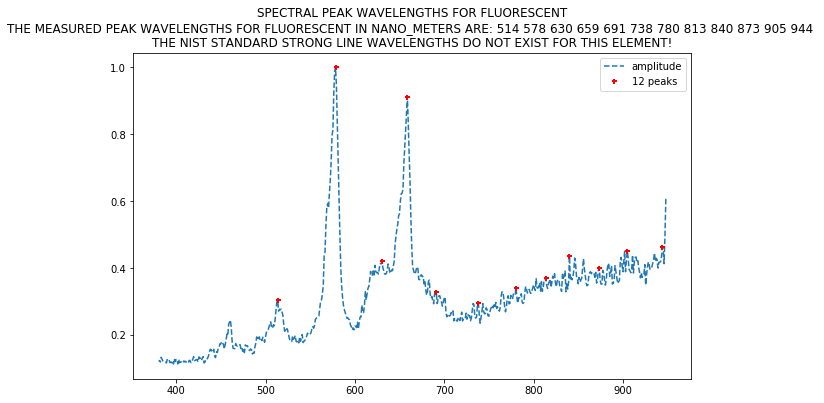 SPECTRAL PEAK WAVELENGTHS FOR FLUORESCENT
THE MEASURED PEAK WAVELENGTHS FOR FLUORESCENT IN NANO_METERS ARE: 514 578 630 659 691 738 780 813 840 873 905 944
THE NIST STANDARD STRONG LINE WAVELENGTHS DO NOT EXIST FOR THIS ELEMENT!
amplitude
12 peaks
1.0
0.8
0.6
0.4
0.2
400 500 600 700 800 900